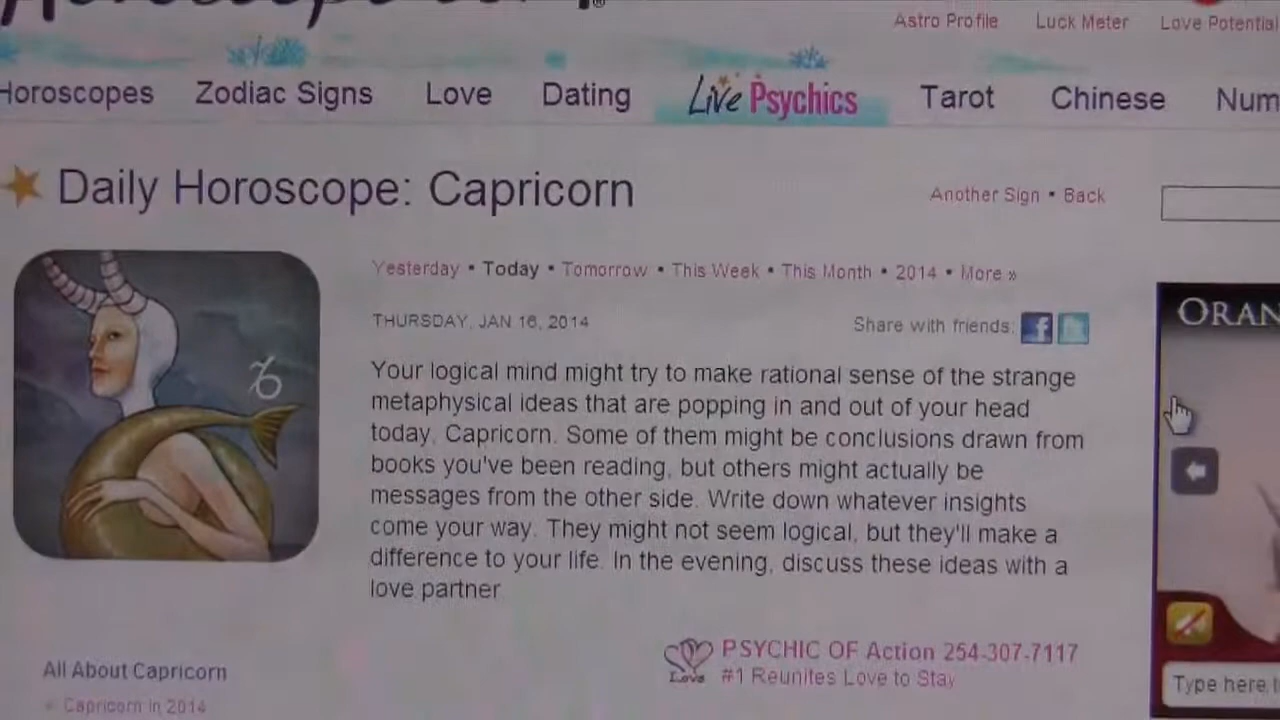 Astro Profile Luck Meter Love Potential
Horoscopes Zodiac Signs Love Dating Live Psychics Tarot Chinese Num
Daily Horoscope: Capricorn
Another Sign • Back
Yesterday • Today • Tomorrow • This Week • This Month • 2014 • More »
THURSDAY, JAN 16, 2014
Share with friends:
Your logical mind might try to make rational sense of the strange
metaphysical ideas that are popping in and out of your head
today, Capricorn. Some of them might be conclusions drawn from
books you've been reading, but others might actually be
messages from the other side. Write down whatever insights
come your way. They might not seem logical, but they'll make a
difference to your life. In the evening, discuss these ideas with a
love partner
ORAN
PSYCHIC OF Action 254-307-7117
#1 Reunites Love to Stay
Love
All About Capricorn
Capricorn in 2014
Type here